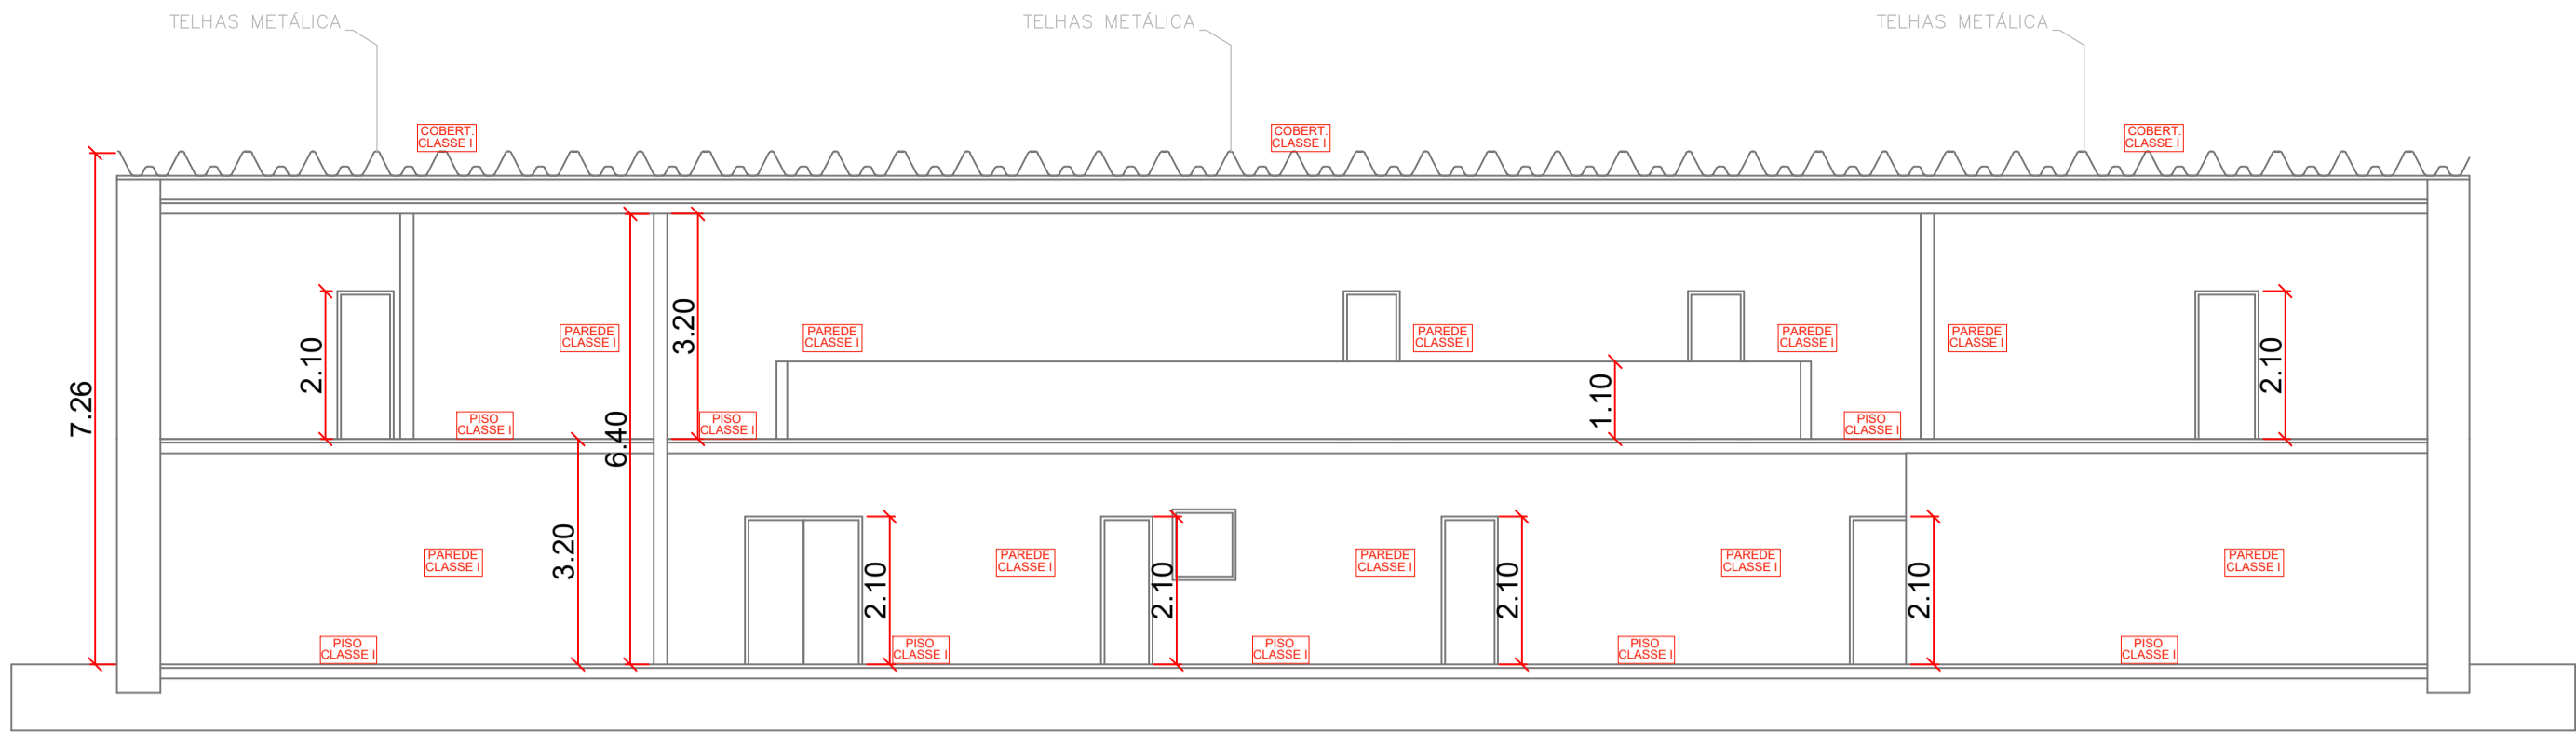 TELHAS METÁLICA
TELHAS METÁLICA
TELHAS METÁLICA
COBERT.
CLASSE I
COBERT.
CLASSE I
COBERT.
CLASSE I
7.26
2.10
PAREDE
CLASSE I
3.20
PAREDE
CLASSE I
PAREDE
CLASSE I
PAREDE
CLASSE I
PAREDE
CLASSE I
2.10
PISO
CLASSE I
6.40
PISO
CLASSE I
1.10
PISO
CLASSE I
PAREDE
CLASSE I
3.20
2.10
PAREDE
CLASSE I
2.10
PAREDE
CLASSE I
2.10
PAREDE
CLASSE I
2.10
PAREDE
CLASSE I
PISO
CLASSE I
PISO
CLASSE I
PISO
CLASSE I
PISO
CLASSE I
PISO
CLASSE I